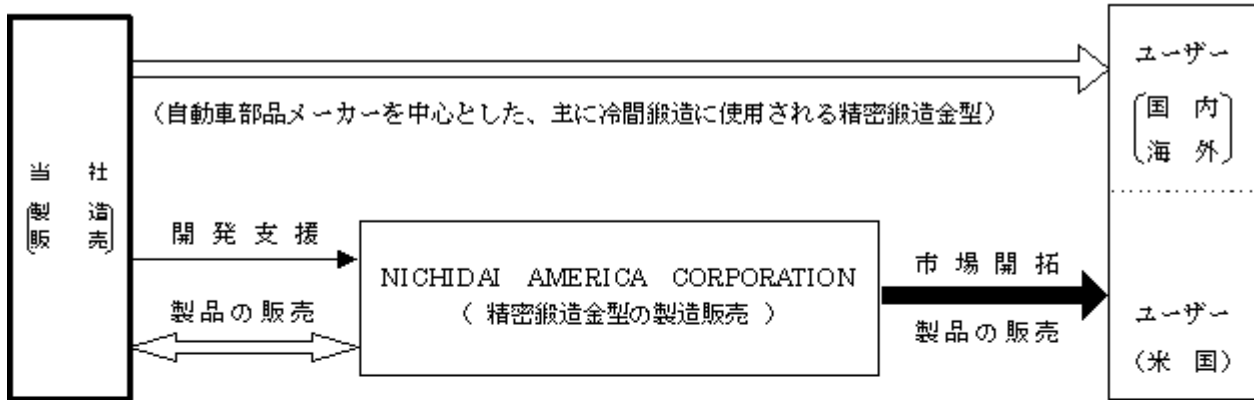 ユーザー
国 内
海 外
(自動車部品メーカーを中心とした、主に冷間鍛造に使用される精密鍛造金型)
当 社
製 造
販 売
開 発 支 援
製品の販売
NICHIDAI AMERICA CORPORATION
( 精密鍛造金型の製造販売 )
市 場 開 拓
製品の販売
ユーザー
(米 国)